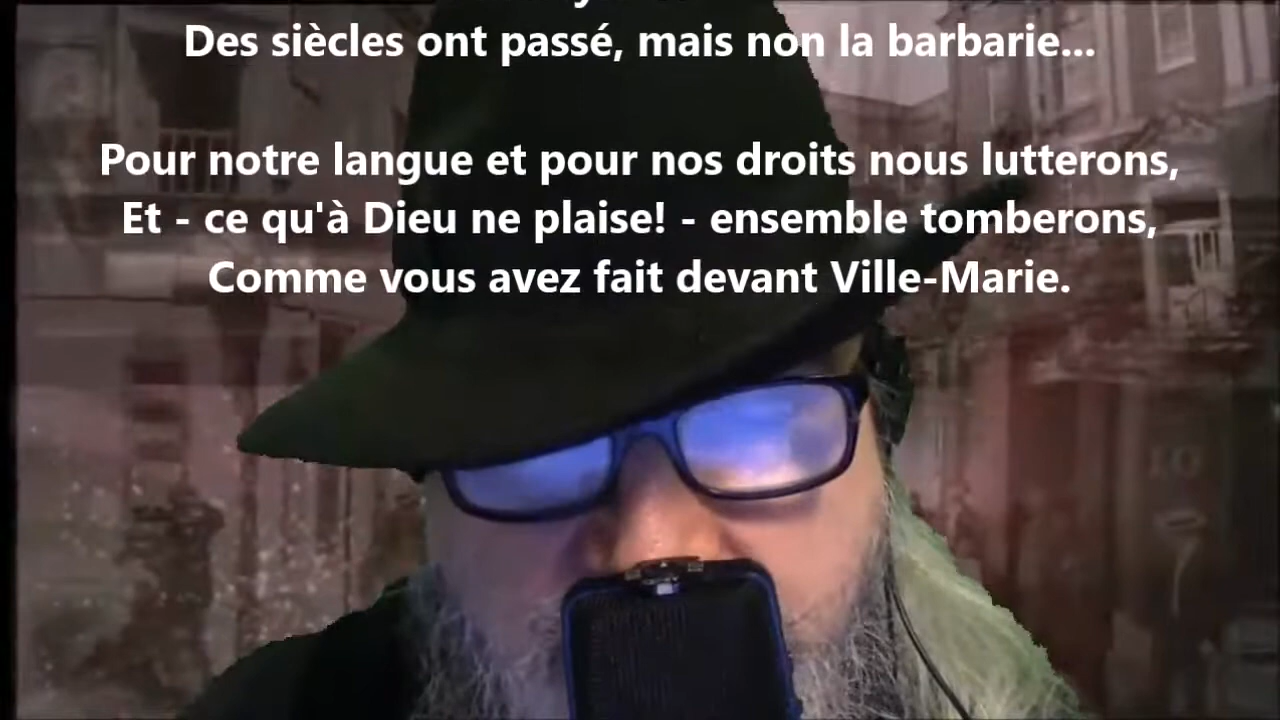 Des siècles ont passé, mais non la barbarie...
Pour notre langue et pour nos droits nous lutterons,
Et - ce qu'à Dieu ne plaise! - ensemble tomberons,
Comme vous avez fait devant Ville-Marie.
10